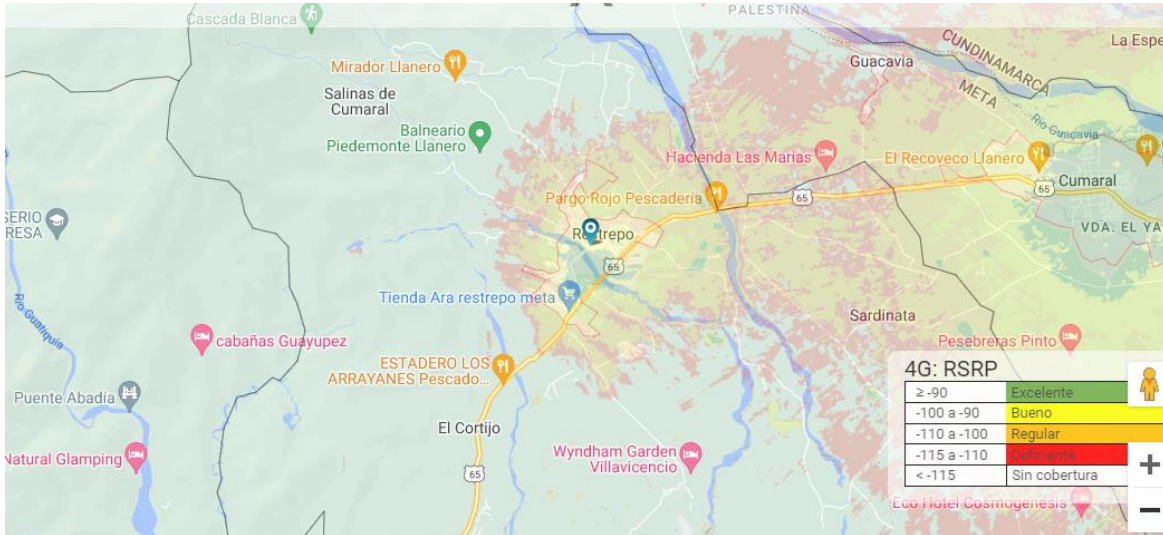 Cascada Blanca
PALESTINA
CUNDINAMARCA
META
La Espe
Guacavia
Mirador Llanero
Salinas de
Cumaral
Río Guacavia
Balneario
Piedemonte Llanero
Hacienda Las Marias
El Recoveco Llanero
65
Cumaral
Pargo Rojo Pescaderia
65
SERIO
RESA
VDA. EL YA
Restrepo
65
Río Guatiquía
Tienda Ara restrepo meta
Sardinata
cabañas Guayupez
Pesebreras Pinto
ESTADERO LOS
ARRAYANES Pescado...
Puente Abadía
El Cortijo
Natural Glamping
Wyndham Garden
Villavicencio
65
Eco Hotel Cosmogenesis
4G: RSRP
≥ -90 Excelente
-100 a -90 Bueno
-110 a -100 Regular
-115 a -110 Deficiente
< -115 Sin cobertura